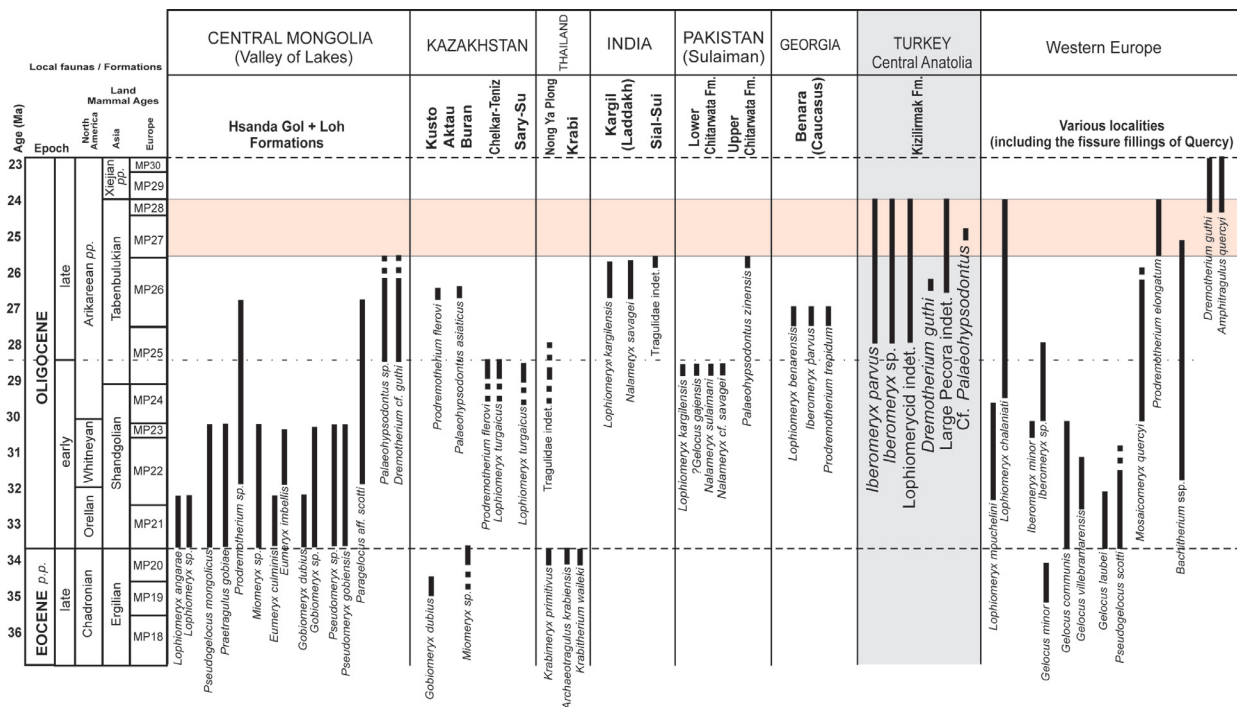 CENTRAL MONGOLIA
(Valley of Lakes)
KAZAKHSTAN
THAILAND
INDIA
PAKISTAN
(Sulaiman)
GEORGIA
TURKEY
Central Anatolia
Western Europe
Local faunas / Formations
Land
Mammal Ages
Age (Ma)
Epoch
North
America
Asia
Europe
Hsanda Gol + Loh
Formations
Kusto
Aktau
Buran
Chelkar-Teniz
Sary-Su
Nong Ya Plong
Krabi
Kargil
(Laddakh)
Sial-Sui
Lower
Chitarwata Fm.
Upper
Chitarwata Fm.
Benara
(Caucasus)
Kizilirmak Fm.
Various localities
(including the fissure fillings of Quercy)
23
24
25
26
27
28
29
30
31
32
33
34
35
36
OLIGOCENE
late
early
EOCENE p.p.
late
Arikareean pp.
Whitneyan
Orellan
Chadronian
Xiejian
pp.
Tabenbulukian
Shandgolian
Ergilian
MP30
MP29
MP28
MP27
MP26
MP25
MP24
MP23
MP22
MP21
MP20
MP19
MP18
Lophiomeryx angarae
Lophiomeryx sp.
Pseudogelocus mongolicus
Praetragulus gobiae
Prodremotherium sp.
Miomeryx sp.
Eumeryx culminis
Eumeryx imbellis
Gobiomeryx dubius
Gobiomeryx sp.
Pseudomeryx sp.
Pseudomeryx gobiensis
Paragelocus aff. scotti
Palaeohypsodontus sp.
Dremotherium cf. guthi
Gobiomeryx dubius
Prodremotherium flerovi
Palaeohypsodontus asiaticus
Miomeryx sp.
Prodremotherium flerovi
Lophiomeryx turgaicus
Lophiomeryx turgaicus
Tragulidae indet.
Krabimeryx primitivus
Archaeotragulus krabiensis
Krabitherium waileki
Lophiomeryx kargilensis
Nalameryx savagei
Tragulidae indet.
Lophiomeryx kargilensis
?Gelocus gajensis
Nalameryx sulaimani
Nalameryx cf. savagei
Palaeohypsodontus zinensis
Lophiomeryx benarensis
Iberomeryx parvus
Prodremotherium trepidum
Iberomeryx parvus
Iberomeryx sp.
Lophiomerycid indet.
Dremotherium guthi
Large Pecora indet.
Cf. Palaeohypsodontus
Lophiomeryx mouchelini
Lophiomeryx chalaniati
Iberomeryx minor
Iberomeryx sp.
Gelocus minor
Gelocus communis
Gelocus villebramarensis
Gelocus laubei
Pseudogelocus scotti
Mosaicomeryx quercyi
Prodremotherium elongatum
Bachitherium ssp.
Dremotherium guthi
Amphitragulus quercyi